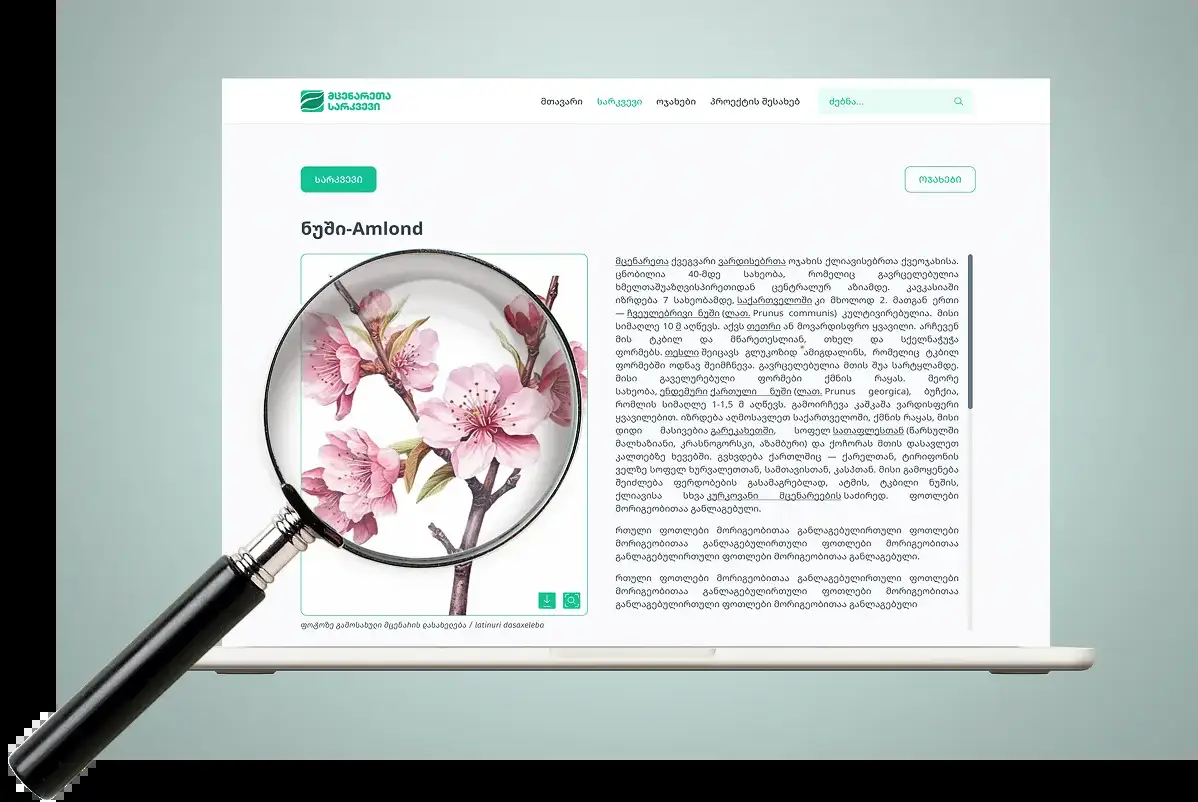 მცენარეთა
სარკვევი
მთავარი სარკვევი ოჯახები პროექტის შესახებ ძებნა...
სარკვევი
ოჯახები
ნუში-Amlond
მცენარეთა ქვეგვარი ვარდისებრთა ოჯახის ქლიავისებრთა ქვეოჯახისა.
ცნობილია 40-მდე სახეობა, რომელიც გავრცელებულია
ხმელთაშუაზღვისპირეთიდან ცენტრალურ აზიამდე. კავკასიაში
იზრდება 7 სახეობამდე, საქართველოში კი მხოლოდ 2. მათგან ერთი
— ჩვეულებრივი ნუში (ლათ. Prunus communis) კულტივირებულია. მისი
სიმაღლე 10 მ აღწევს. აქვს თეთრი ან მოვარდისფრო ყვავილი. არჩევენ
მის ტკბილ და მწარეთესლიან, თხელ და სქელნაჭუჭა
ფორმებს. თესლი შეიცავს გლუკოზიდ ამიგდალინს, რომელიც ტკბილ
ფორმებში ოდნავ შეიმჩნევა. გავრცელებულია მთის შუა სარტყლამდე.
მისი გაველურებული ფორმები ქმნის რაყას. მეორე
სახეობა, ენდემური ქართული ნუში (ლათ. Prunus georgica), ბუჩქია,
რომლის სიმაღლე 1-1,5 მ აღწევს. გამოირჩევა კაშკაშა ვარდისფერი
ყვავილებით. იზრდება აღმოსავლეთ საქართველოში, ქმნის რაყას, მისი
დიდი მასივებია გარეკახეთში, სოფელ სათაფლესთან (წარსულში
მალხაზიანი, კრასნოგორსკი, აზამბური) და ქოჩორას მთის დასავლეთ
კალთებზე ხევებში. გვხვდება ქართლშიც — ქარელთან, ტირიფონის
ველზე სოფელ ხურვალეთთან, სამთავისთან, კასპთან. მისი გამოყენება
შეიძლება ფერდობების გასამაგრებლად, ატმის, ტკბილი ნუშის,
ქლიავისა სხვა კურკოვანი მცენარეების საძირედ. ფოთლები
მორიგეობითაა განლაგებული.
რთული ფოთლები მორიგეობითაა განლაგებულირთული ფოთლები
მორიგეობითაა განლაგებულირთული ფოთლები მორიგეობითაა
განლაგებულირთული ფოთლები მორიგეობითაა განლაგებული.
რთული ფოთლები მორიგეობითაა განლაგებულირთული ფოთლები
მორიგეობითაა განლაგებულირთული ფოთლები მორიგეობითაა
განლაგებულირთული ფოთლები მორიგეობითაა განლაგებული
ფოტოზე გამოსახული მცენარის დასახელება / latinuri dasaxeleba